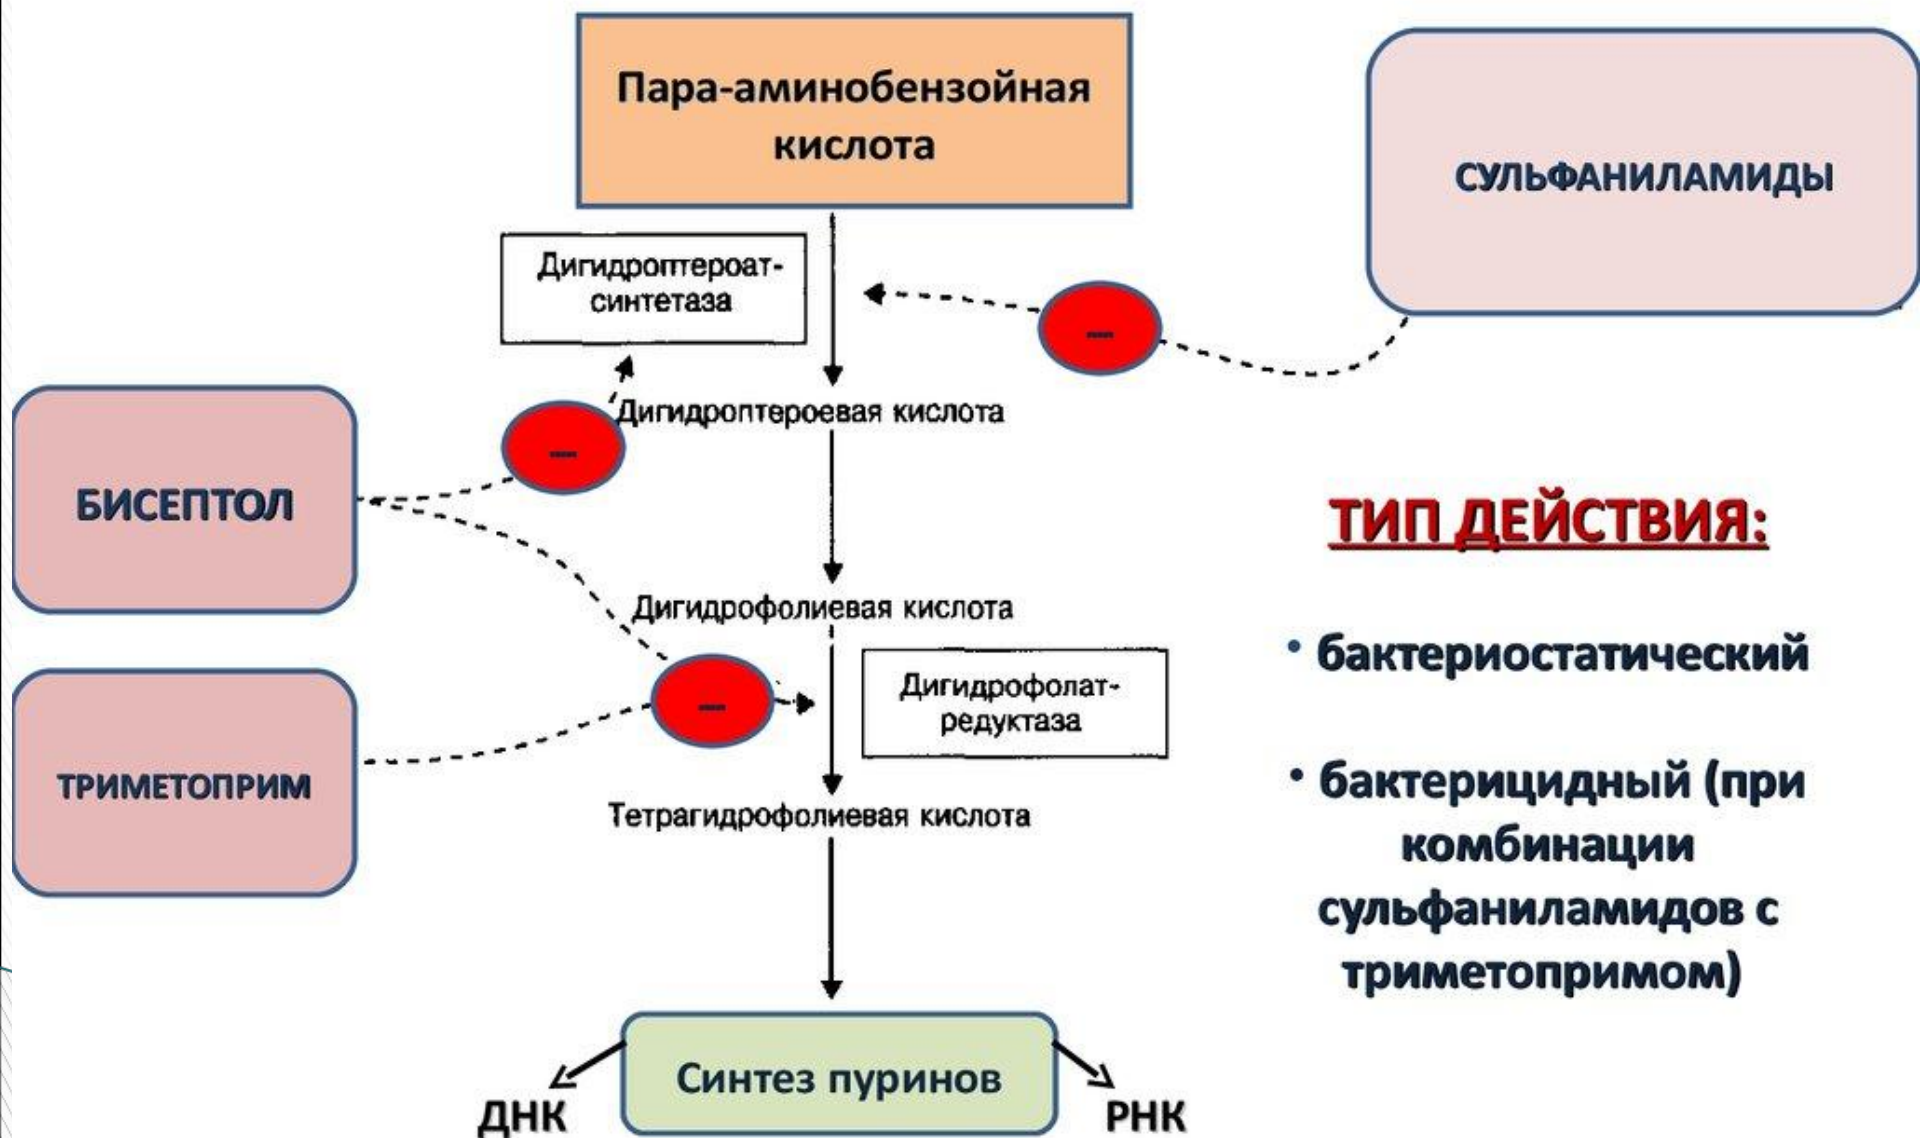 Пара-аминобензойная
кислота
СУЛЬФАНИЛАМИДЫ
Дигидроптероат-
синтетаза
Дигидроптероевая кислота
БИСЕПТОЛ
ТИП ДЕЙСТВИЯ:
Дигидрофолиевая кислота
• бактериостатический
Дигидрофолат-
редуктаза
ТРИМЕТОПРИМ
• бактерицидный (при
комбинации
сульфаниламидов с
триметопримом)
Тетрагидрофолиевая кислота
Синтез пуринов
ДНК
РНК